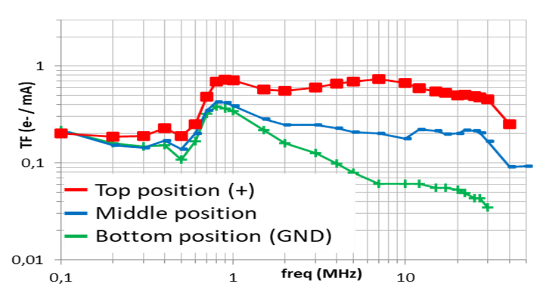 TF (e-/ mA)
1
0,1
0,01
Top position (+)
Middle position
Bottom position (GND)
0,1
1
10
freq (MHz)